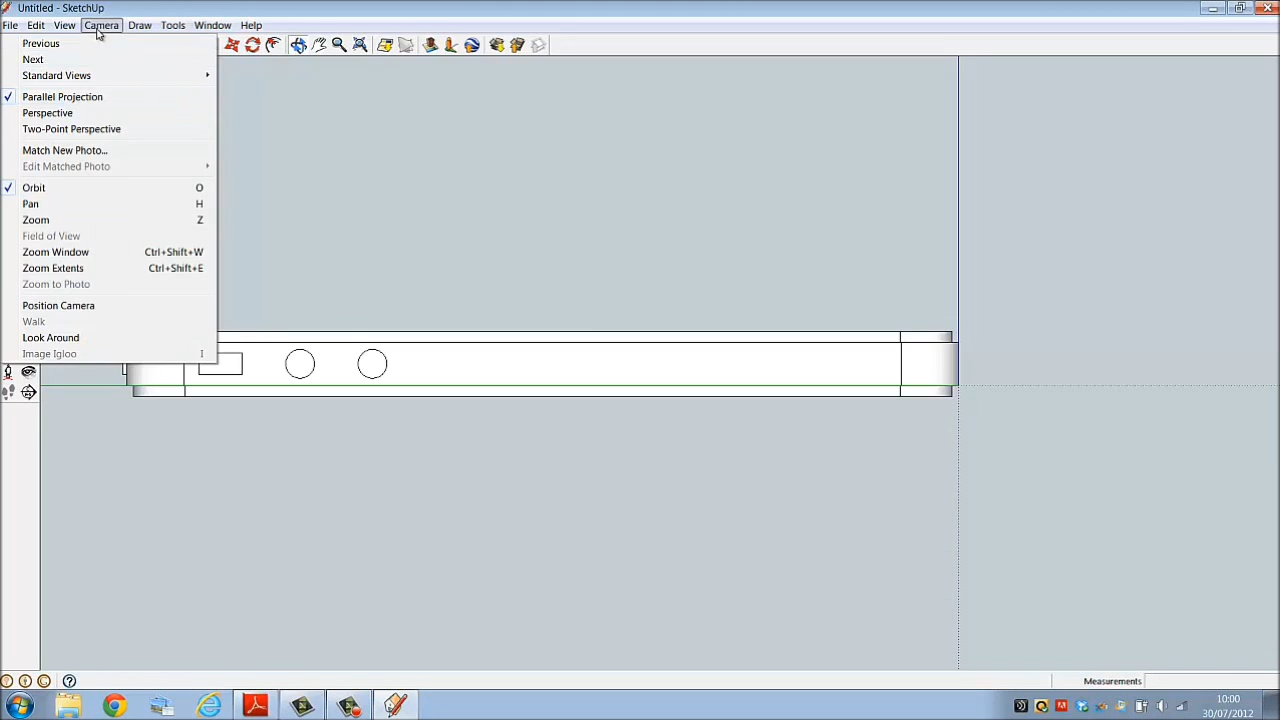 Untitled - SketchUp
File Edit View Camera Draw Tools Window Help
Previous
Next
Standard Views
Parallel Projection
Perspective
Two-Point Perspective
Match New Photo...
Edit Matched Photo
Orbit O
Pan H
Zoom Z
Field of View
Zoom Window Ctrl+Shift+W
Zoom Extents Ctrl+Shift+E
Zoom to Photo
Position Camera
Walk
Look Around
Image Igloo I
Measurements
10:00
30/07/2012